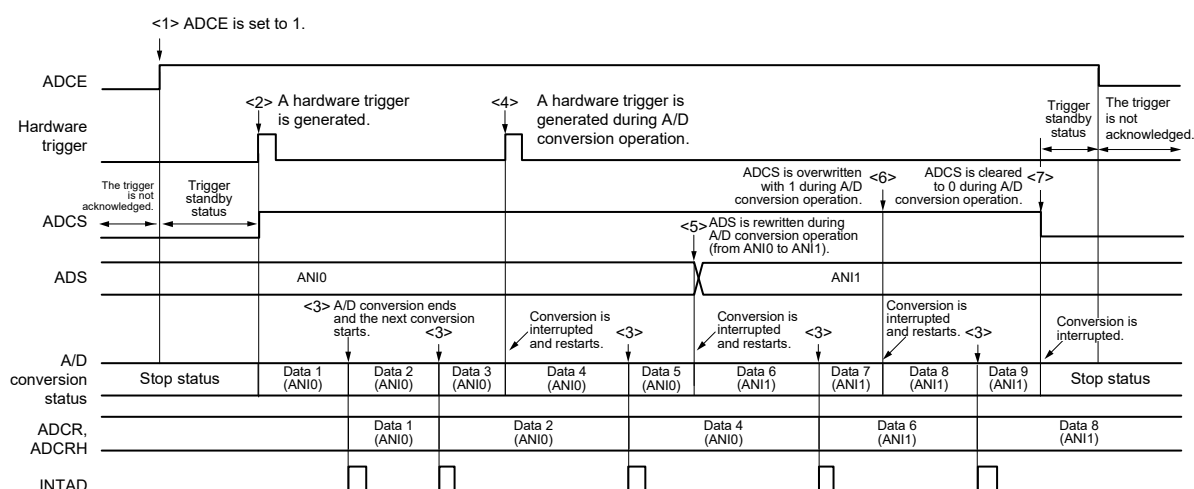 <1> ADCE is set to 1.
ADCE
<2> A hardware trigger
is generated.
<4> A hardware trigger is
generated during A/D
conversion operation.
Trigger
standby
status
The trigger
is not
acknowledged.
Hardware
trigger
The trigger
is not
acknowledged.
Trigger
standby
status
ADCS is overwritten
with 1 during A/D
conversion operation.
<6>
ADCS is cleared
to 0 during A/D
conversion operation.
<7>
ADCS
<5> ADS is rewritten during
A/D conversion operation
(from ANI0 to ANI1).
ADS
ANI0
ANI1
<3> A/D conversion ends
and the next conversion
starts.
<3>
Conversion is
interrupted
and restarts.
<3>
Conversion is
interrupted
and restarts.
<3>
Conversion is
interrupted
and restarts.
<3>
Conversion is
interrupted.
A/D
conversion
status
Stop status
Data 1
(ANI0)
Data 2
(ANI0)
Data 3
(ANI0)
Data 4
(ANI0)
Data 5
(ANI0)
Data 6
(ANI1)
Data 7
(ANI1)
Data 8
(ANI1)
Data 9
(ANI1)
Stop status
ADCR,
ADCRH
Data 1
(ANI0)
Data 2
(ANI0)
Data 4
(ANI0)
Data 6
(ANI1)
Data 8
(ANI1)
INTAD